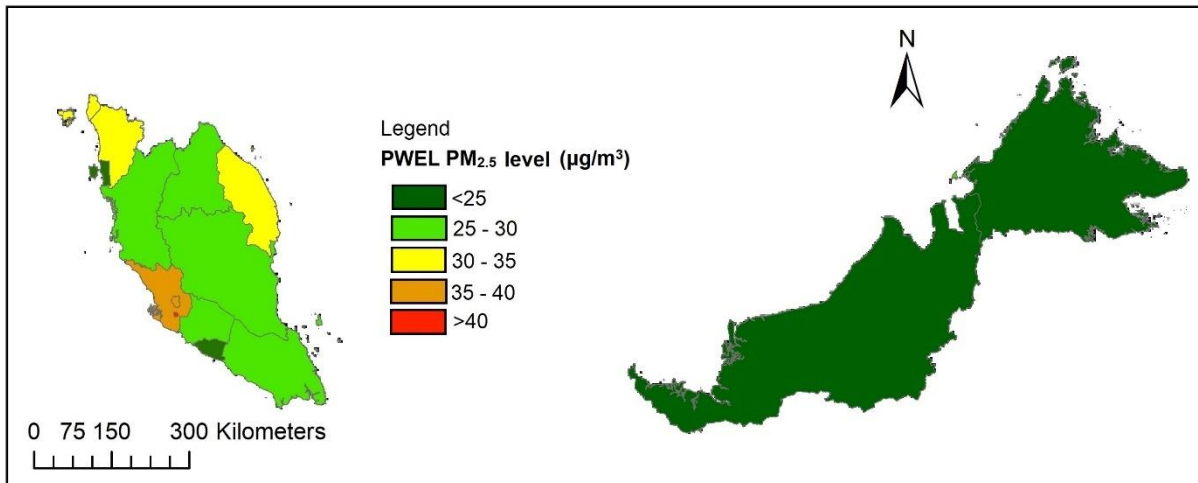 N
Legend
PWEL PM₂.₅ level (µg/m³)
<25
25 - 30
30 - 35
35 - 40
>40
0 75 150 300 Kilometers